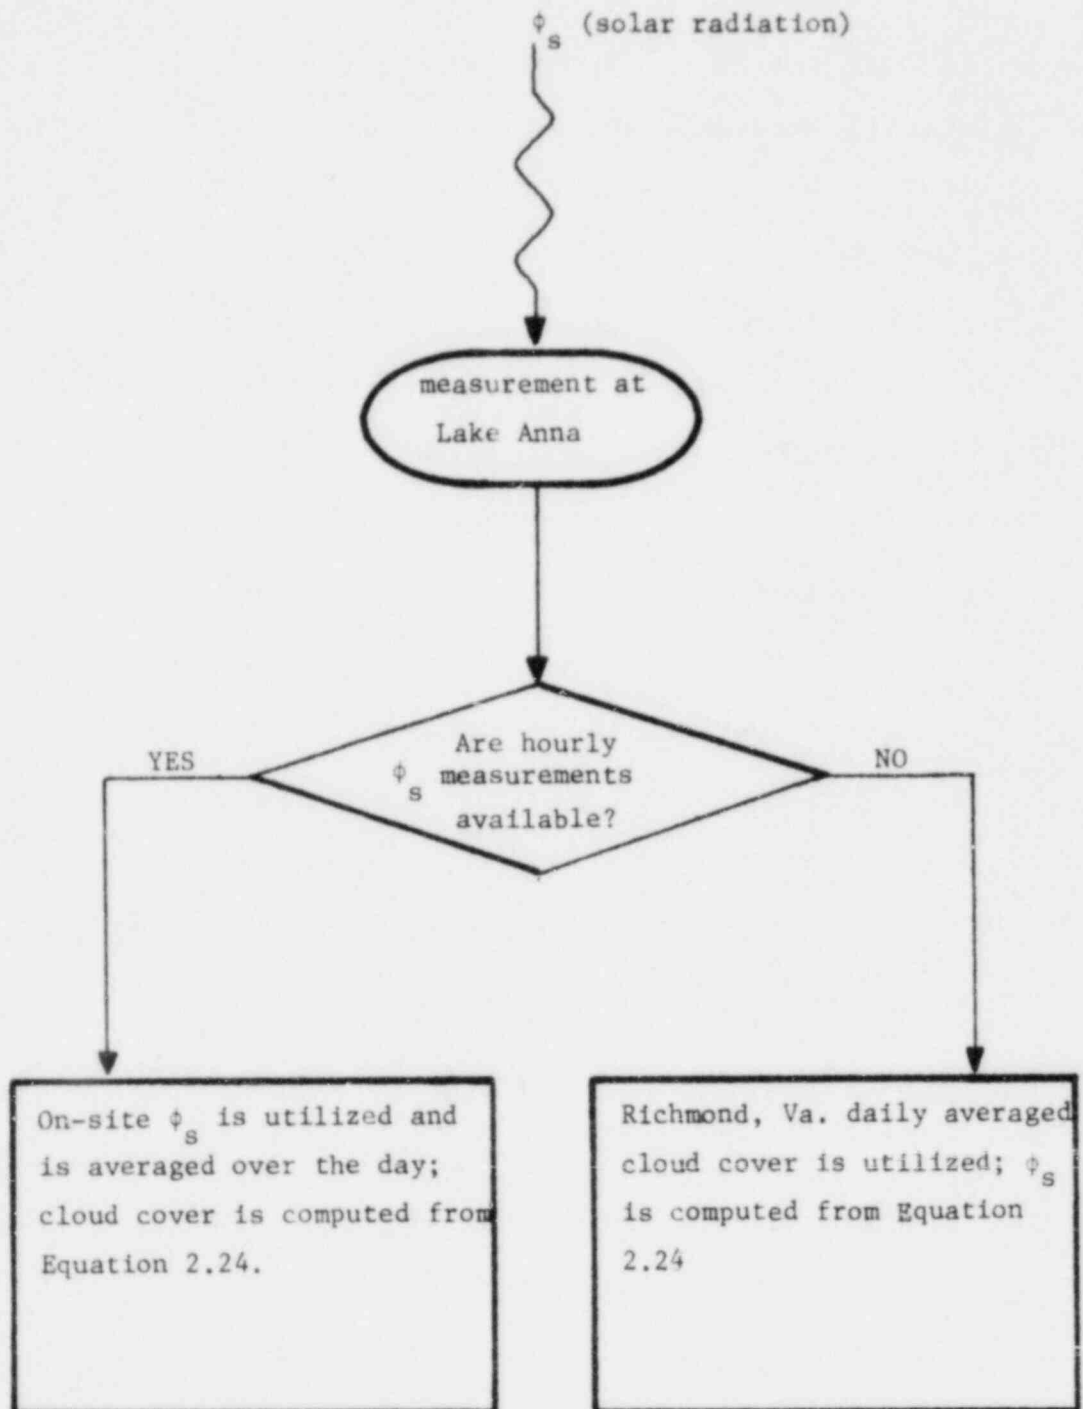 ϕs (solar radiation)
measurement at
Lake Anna
Are hourly
ϕs measurements
available?
YES
NO
On-site ϕs is utilized and
is averaged over the day;
cloud cover is computed from
Equation 2.24.
Richmond, Va. daily averaged
cloud cover is utilized; ϕs
is computed from Equation
2.24